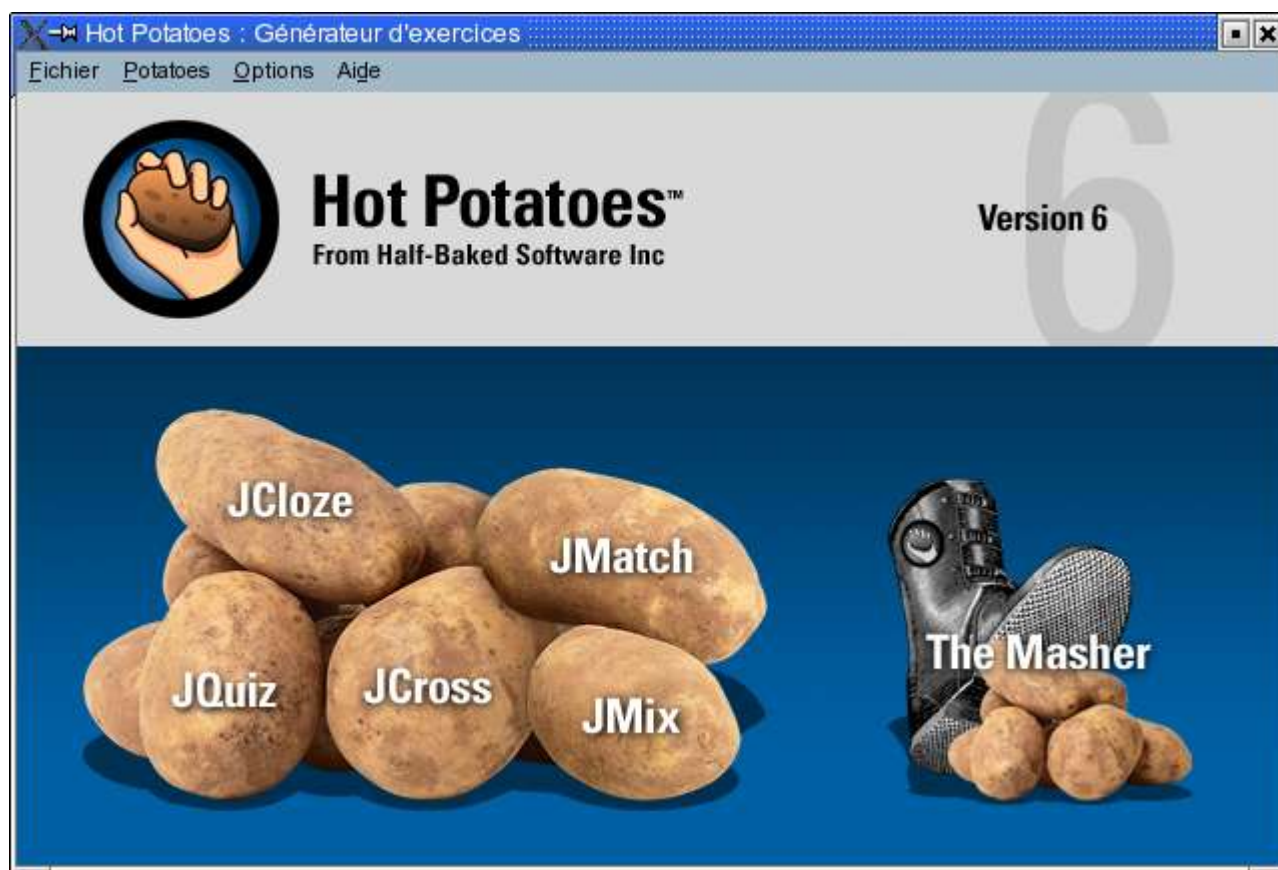 Hot Potatoes : Générateur d'exercices
Fichier Potatoes Options Aide
Hot Potatoes™
From Half-Baked Software Inc
6
Version 6
JCloze
JMatch
JQuiz
JCross
JMix
The Masher